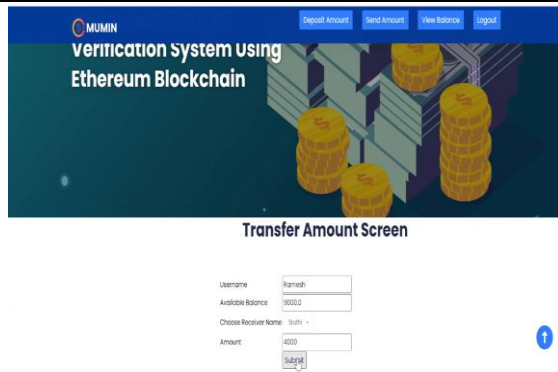 MUMIN
Deposit Amount
Send Amount
View Balance
Logout
Verification System Using
Ethereum Blockchain
Transfer Amount Screen
Username Ramesh
Available Balance 9000.0
Choose Receiver Name Sruthi
Amount 4000
Submit